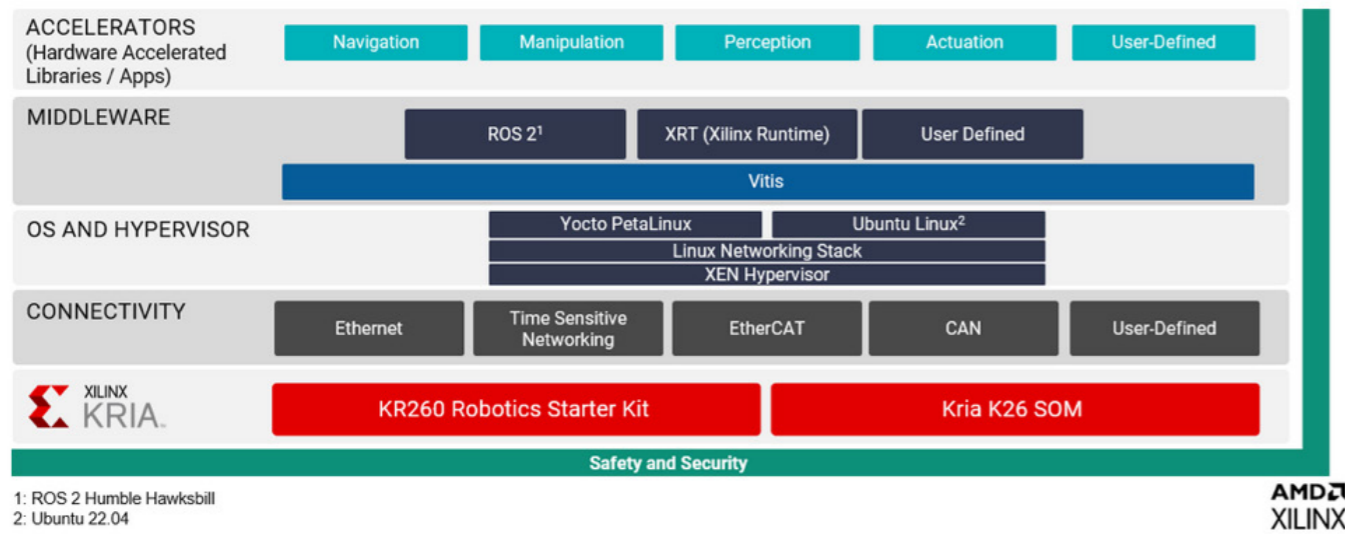 ACCELERATORS
(Hardware Accelerated
Libraries / Apps)
Navigation
Manipulation
Perception
Actuation
User-Defined
MIDDLEWARE
ROS 2¹
XRT (Xilinx Runtime)
User Defined
Vitis
OS AND HYPERVISOR
Yocto PetaLinux
Ubuntu Linux²
Linux Networking Stack
XEN Hypervisor
CONNECTIVITY
Ethernet
Time Sensitive
Networking
EtherCAT
CAN
User-Defined
XILINX
KRIA™
KR260 Robotics Starter Kit
Kria K26 SOM
Safety and Security
1: ROS 2 Humble Hawksbill
2: Ubuntu 22.04
AMD
XILINX